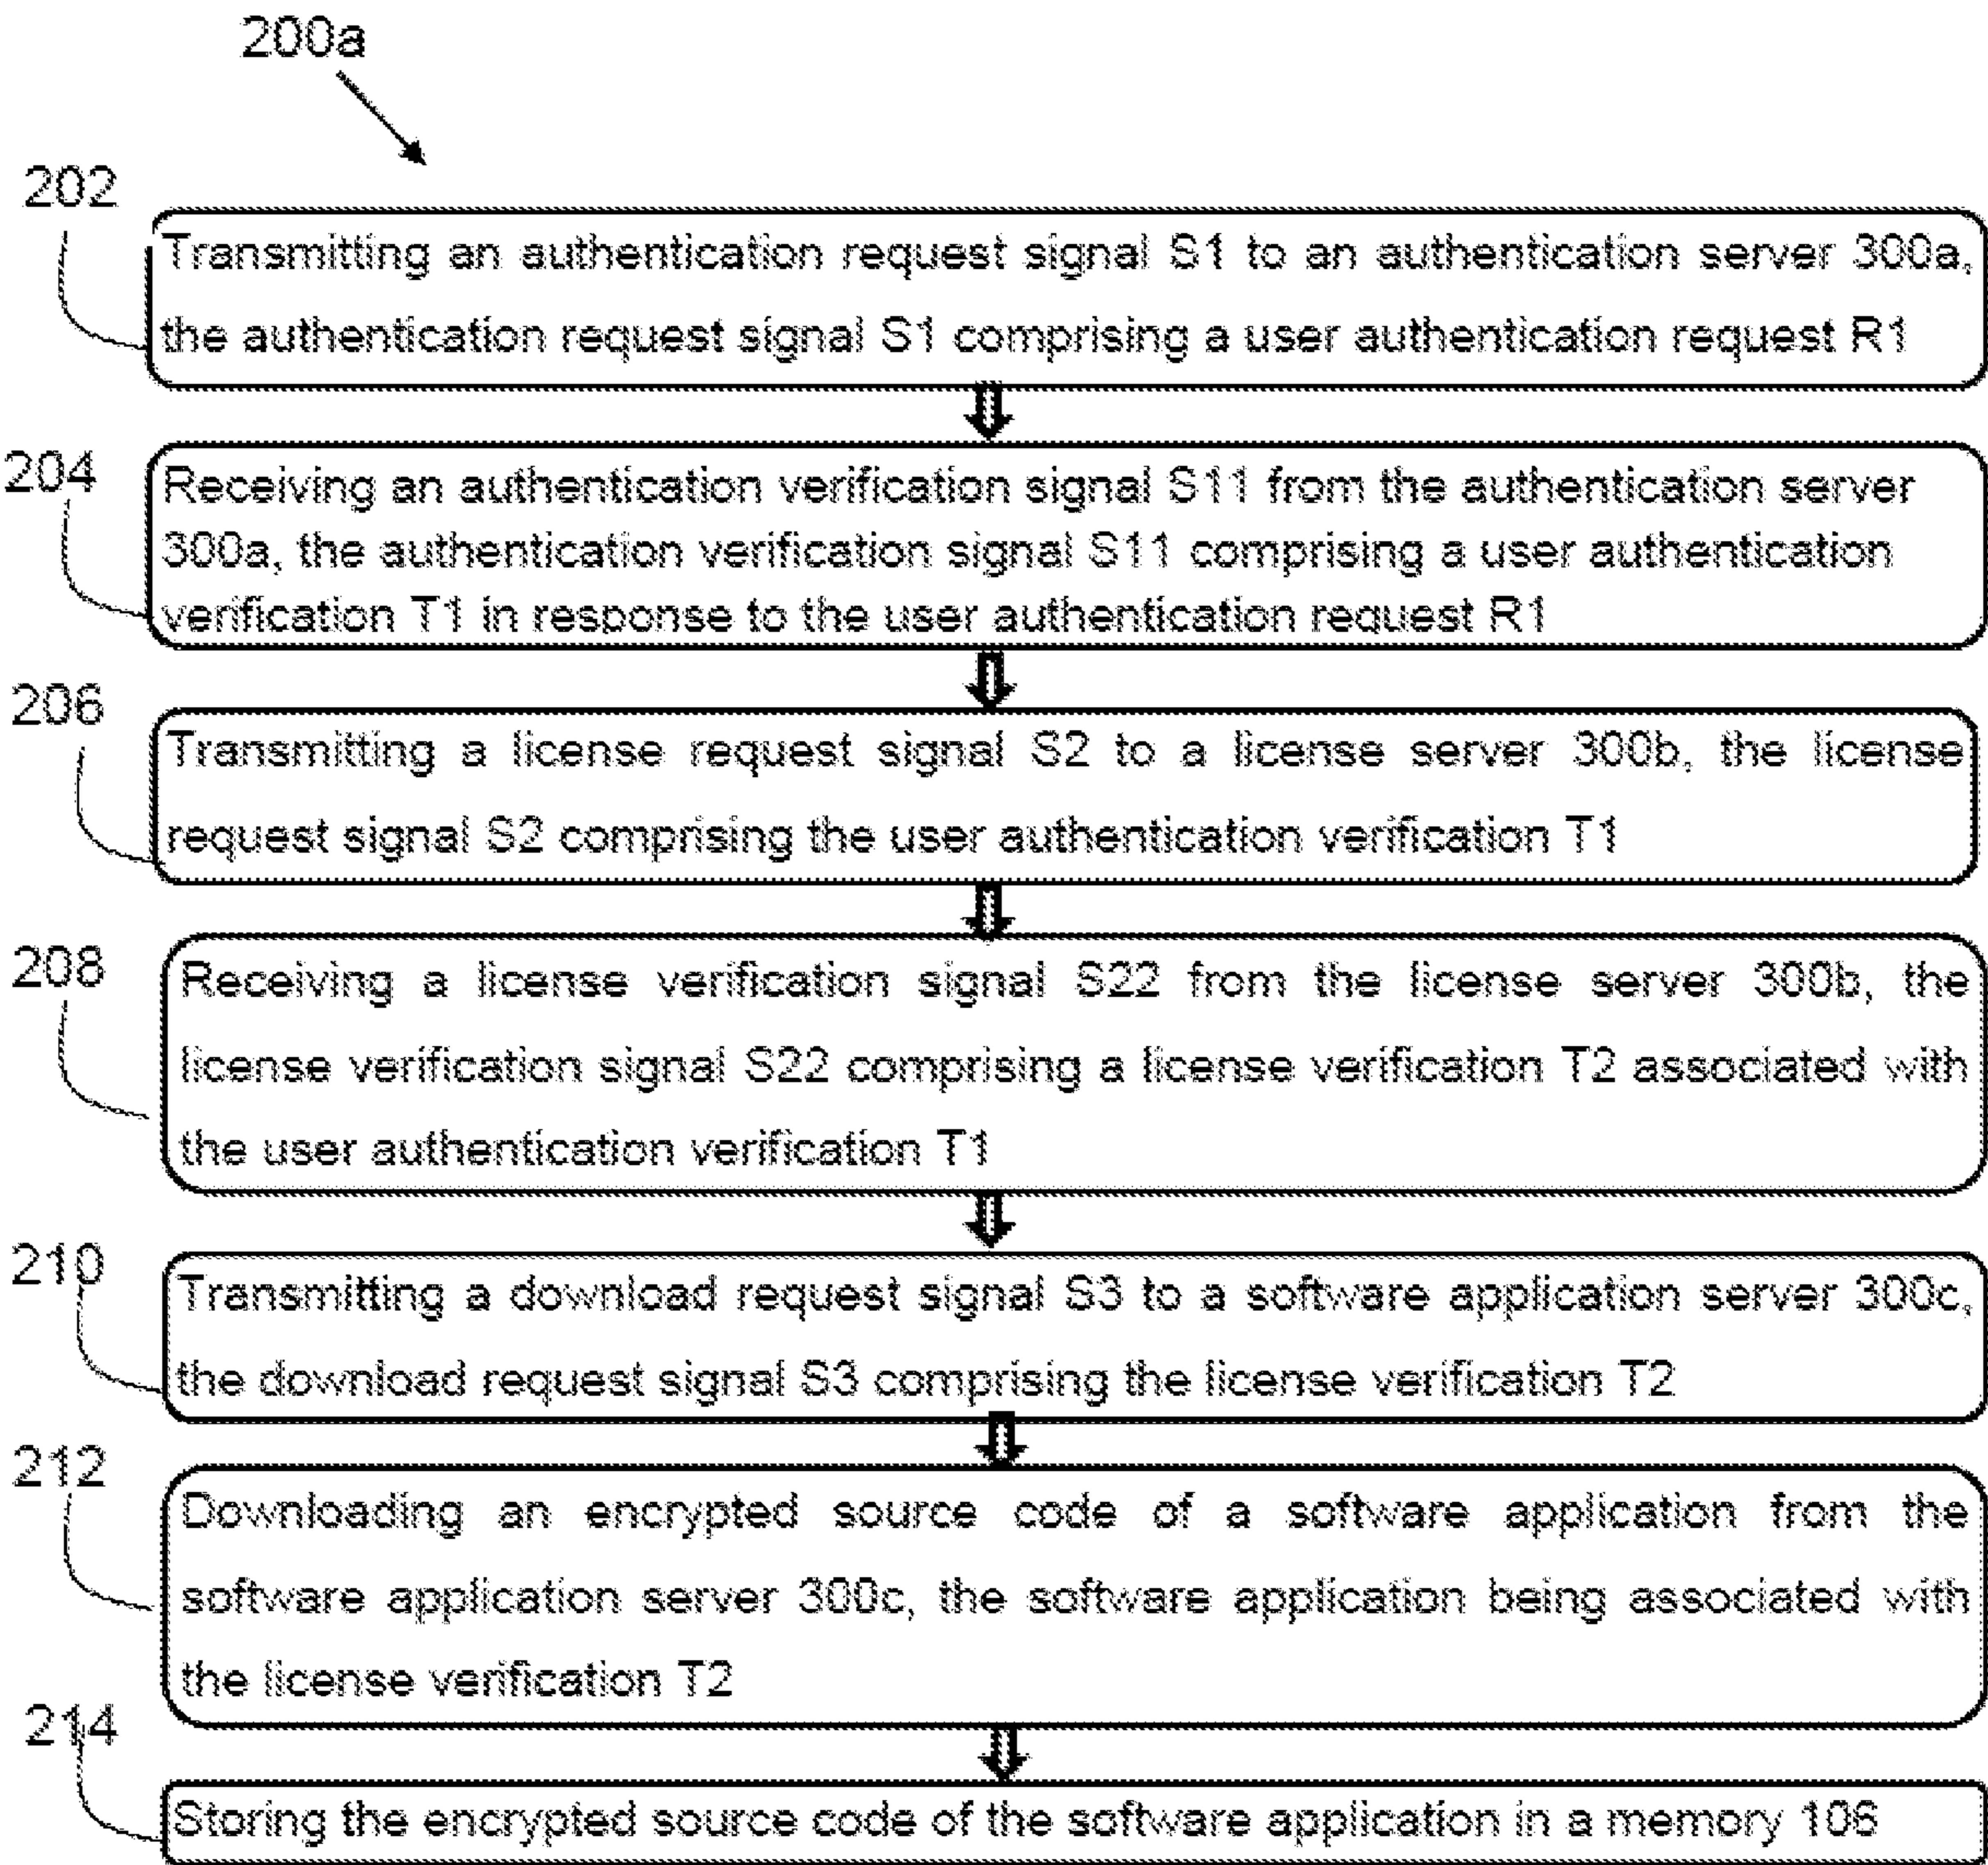 200a
202
Transmitting an authentication request signal S1 to an authentication server 300a,
the authentication request signal S1 comprising a user authentication request R1
204
Receiving an authentication verification signal S11 from the authentication server
300a, the authentication verification signal S11 comprising a user authentication
verification T1 in response to the user authentication request R1
206
Transmitting a license request signal S2 to a license server 300b, the license
request signal S2 comprising the user authentication verification T1
208
Receiving a license verification signal S22 from the license server 300b, the
license verification signal S22 comprising a license verification T2 associated with
the user authentication verification T1
210
Transmitting a download request signal S3 to a software application server 300c,
the download request signal S3 comprising the license verification T2
212
Downloading an encrypted source code of a software application from the
software application server 300c, the software application being associated with
the license verification T2
214
Storing the encrypted source code of the software application in a memory 106